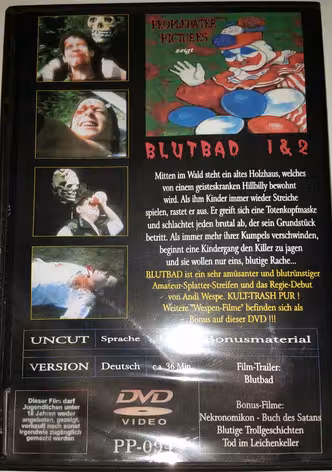 PEOPLEHATER
PICTURES
zeigt
BLUTBAD 1 & 2
Mitten im Wald steht ein altes Holzhaus, welches
von einem geisteskranken Hillbilly bewohnt
wird. Als ihm Kinder immer wieder Streiche
spielen, rastet er aus. Er greift sich eine Totenkopfmaske
und schlachtet jeden brutal ab, der sein Grundstück
betritt. Als immer mehr ihrer Kumpels verschwinden,
beginnt eine Kindergang den Killer zu jagen
und sie wollen nur eins, blutige Rache...
BLUTBAD ist ein sehr amüsanter und blutrünstiger
Amateur-Splatter-Streifen und das Regie-Debut
von Andi Wespe. KULT-TRASH PUR !
Weitere "Wespen-Filme" befinden sich als
Bonus auf dieser DVD !!!
UNCUT Sprache Bonusmaterial
VERSION Deutsch ca. 36 Min. Film-Trailer:
Blutbad
Dieser Film darf
Jugendlichen unter
18 Jahren weder
angeboten, gezeigt,
verkauft noch sonst
irgendwie zugänglich
gemacht werden
DVD
VIDEO
PP-094
Bonus-Filme:
Nekronomikon - Buch des Satans
Blutige Trollgeschichten
Tod im Leichenkeller